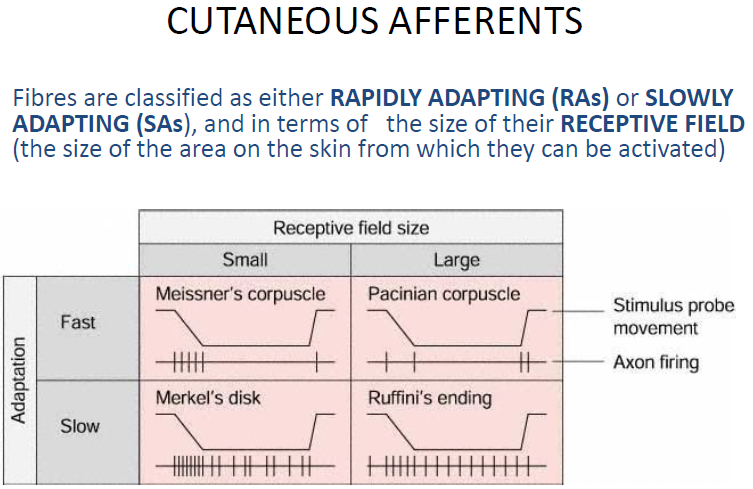 CUTANEOUS AFFERENTS
Fibres are classified as either RAPIDLY ADAPTING (RAs) or SLOWLY
ADAPTING (SAs), and in terms of the size of their RECEPTIVE FIELD
(the size of the area on the skin from which they can be activated)
Receptive field size
Small Large
Adaptation
Fast
Meissner's corpuscle Pacinian corpuscle
Stimulus probe
movement
Axon firing
Slow
Merkel's disk Ruffini's ending